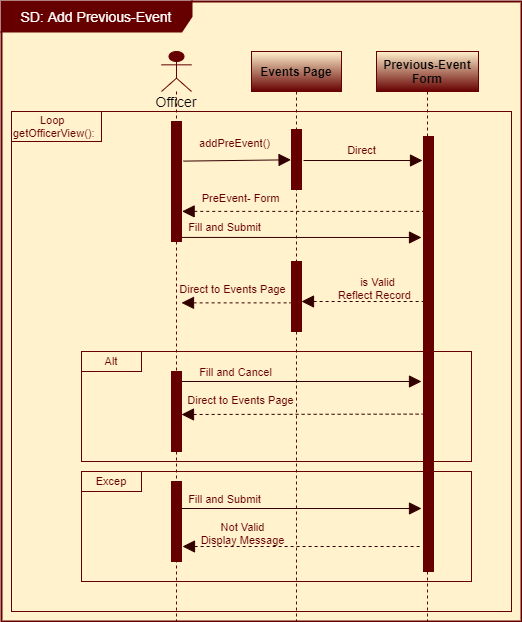 SD: Add Previous-Event
Officer
Events Page
Previous-Event
Form
Loop
getOfficerView():
addPreEvent()
Direct
PreEvent- Form
Fill and Submit
is Valid
Reflect Record
Direct to Events Page
Alt
Fill and Cancel
Direct to Events Page
Excep
Fill and Submit
Not Valid
Display Message